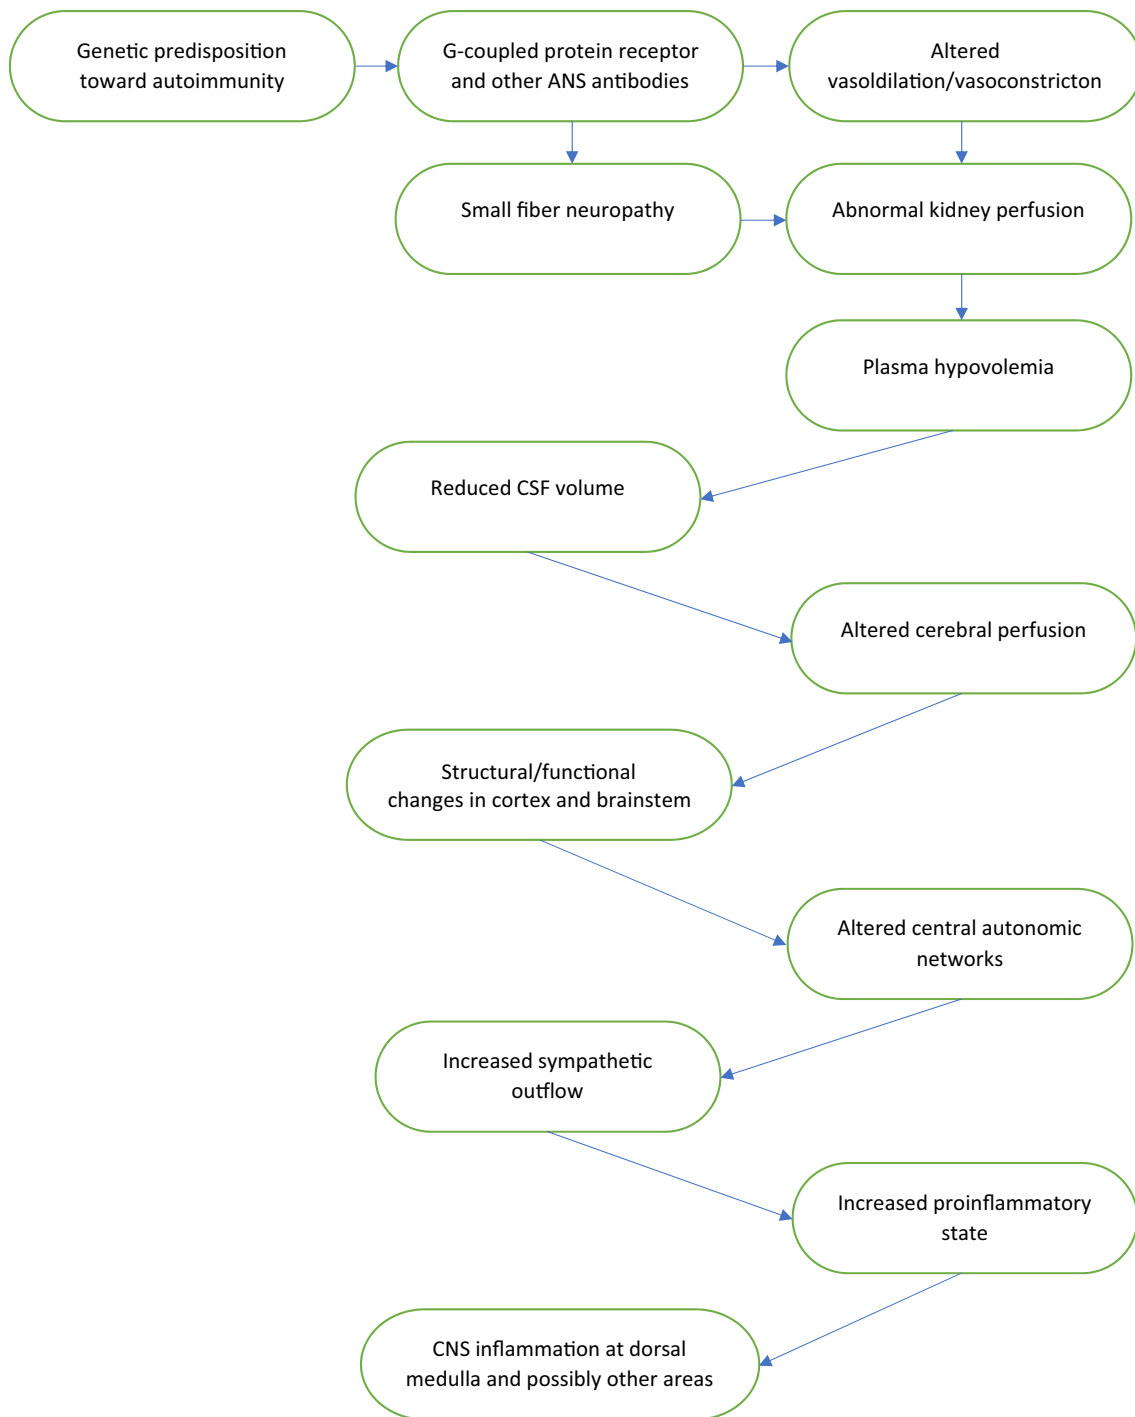 Genetic predisposition
toward autoimmunity
G-coupled protein receptor
and other ANS antibodies
Altered
vasoldilation/vasoconstricton
Small fiber neuropathy
Abnormal kidney perfusion
Plasma hypovolemia
Reduced CSF volume
Altered cerebral perfusion
Structural/functional
changes in cortex and brainstem
Altered central autonomic
networks
Increased sympathetic
outflow
Increased proinflammatory
state
CNS inflammation at dorsal
medulla and possibly other areas